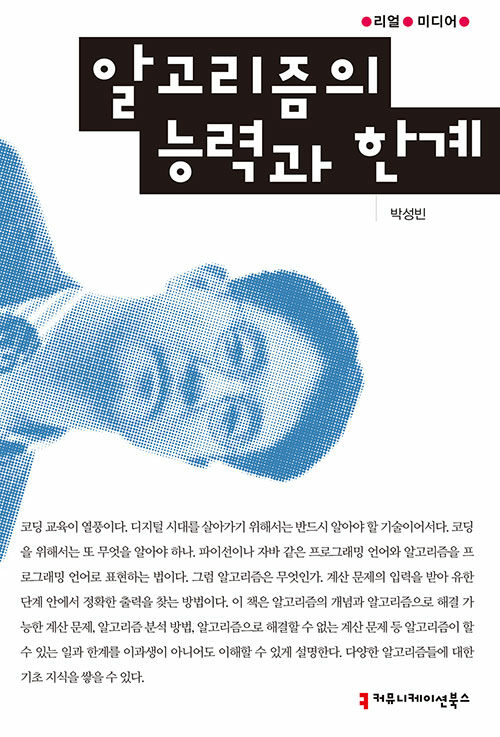 ●리얼● 미디어●
알고리즘의
능력과 한계
박성빈
코딩 교육이 열풍이다. 디지털 시대를 살아가기 위해서는 반드시 알아야 할 기술이어서다. 코딩
을 위해서는 또 무엇을 알아야 하나. 파이선이나 자바 같은 프로그래밍 언어와 알고리즘을 프
로그래밍 언어로 표현하는 법이다. 그럼 알고리즘은 무엇인가. 계산 문제의 입력을 받아 유한
단계 안에서 정확한 출력을 찾는 방법이다. 이 책은 알고리즘의 개념과 알고리즘으로 해결 가
능한 계산 문제, 알고리즘 분석 방법, 알고리즘으로 해결할 수 없는 계산 문제 등 알고리즘이 할
수 있는 일과 한계를 이과생이 아니어도 이해할 수 있게 설명한다. 다양한 알고리즘들에 대한
기초 지식을 쌓을 수 있다.
커뮤니케이션북스